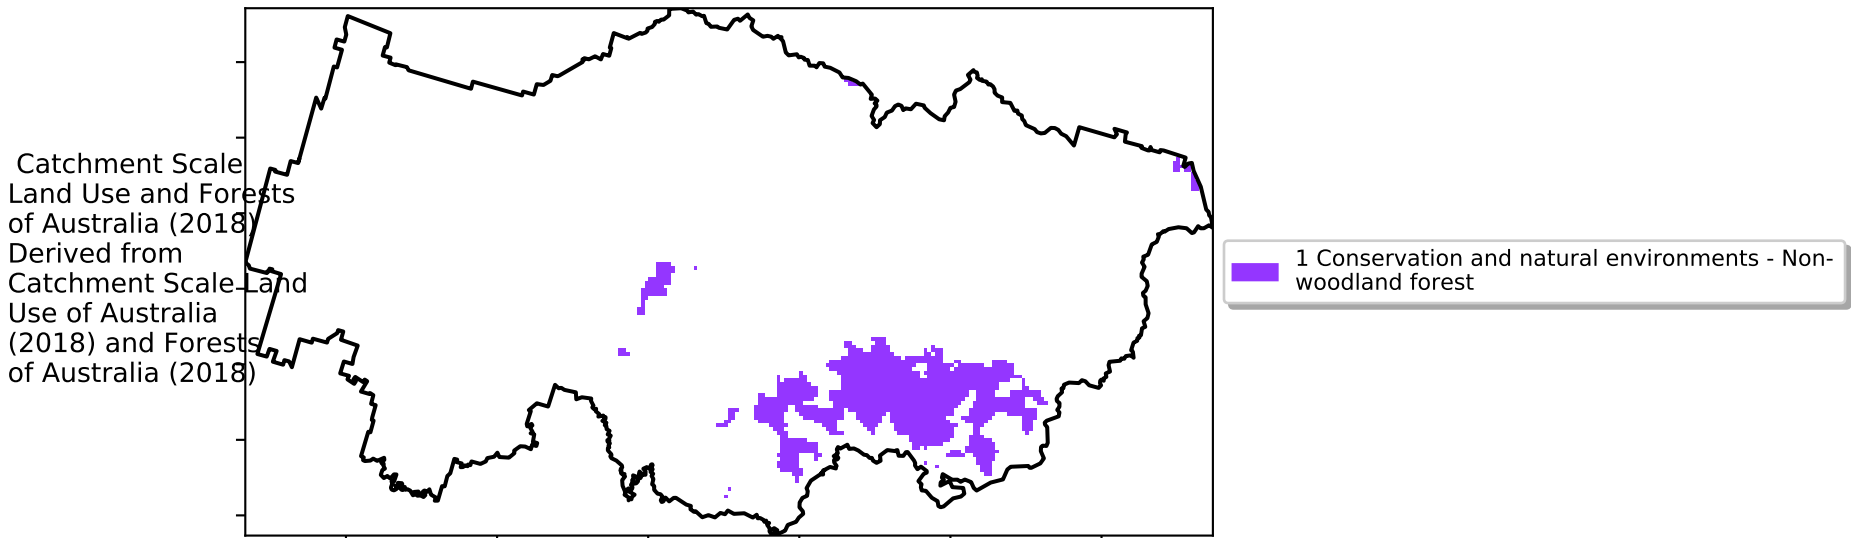 Catchment Scale
Land Use and Forests
of Australia (2018)
Derived from
Catchment Scale Land
Use of Australia
(2018) and Forests
of Australia (2018)
1 Conservation and natural environments - Non-
woodland forest